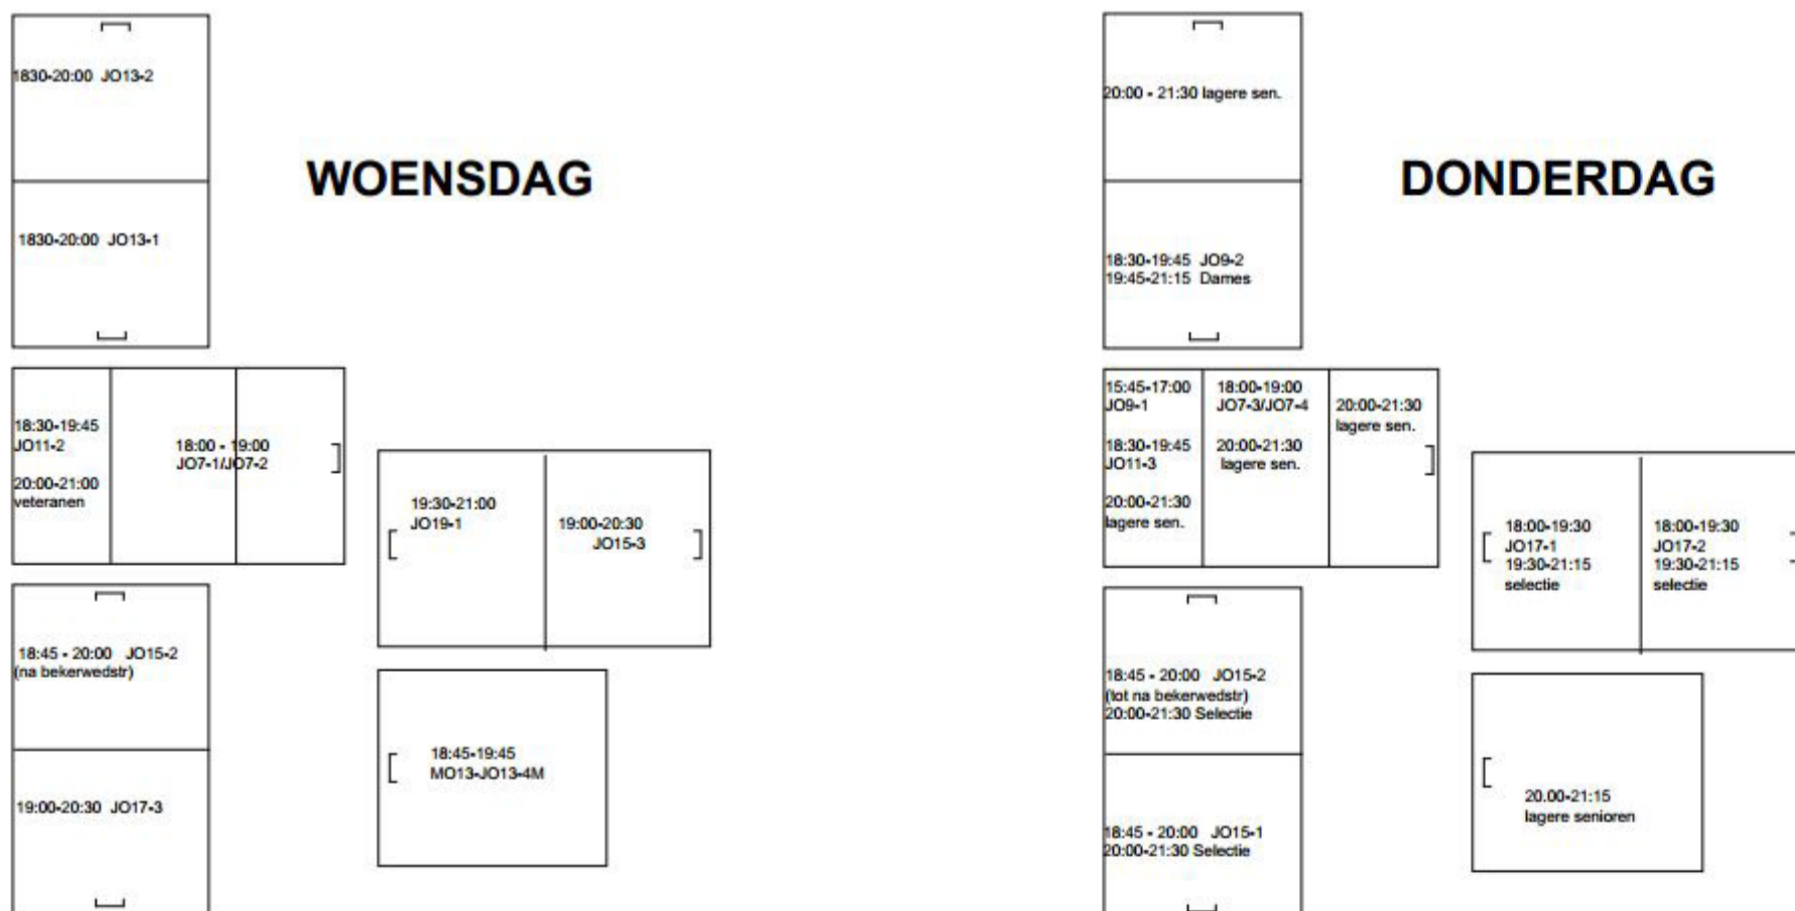 WOENSDAG
1830-20:00 JO13-2
1830-20:00 JO13-1
18:30-19:45
JO11-2
20:00-21:00
veteranen
18:00 - 19:00
JO7-1/JO7-2
19:30-21:00
JO19-1
19:00-20:30
JO15-3
18:45 - 20:00 JO15-2
(na bekerwedstr)
19:00-20:30 JO17-3
18:45-19:45
MO13-JO13-4M
DONDERDAG
20:00 - 21:30 lagere sen.
18:30-19:45 JO9-2
19:45-21:15 Dames
15:45-17:00
JO9-1
18:30-19:45
JO11-3
20:00-21:30
lagere sen.
18:00-19:00
JO7-3/JO7-4
20:00-21:30
lagere sen.
20:00-21:30
lagere sen.
18:00-19:30
JO17-1
19:30-21:15
selectie
18:00-19:30
JO17-2
19:30-21:15
selectie
18:45 - 20:00 JO15-2
(tot na bekerwedstr)
20:00-21:30 Selectie
18:45 - 20:00 JO15-1
20:00-21:30 Selectie
20.00-21:15
lagere senioren